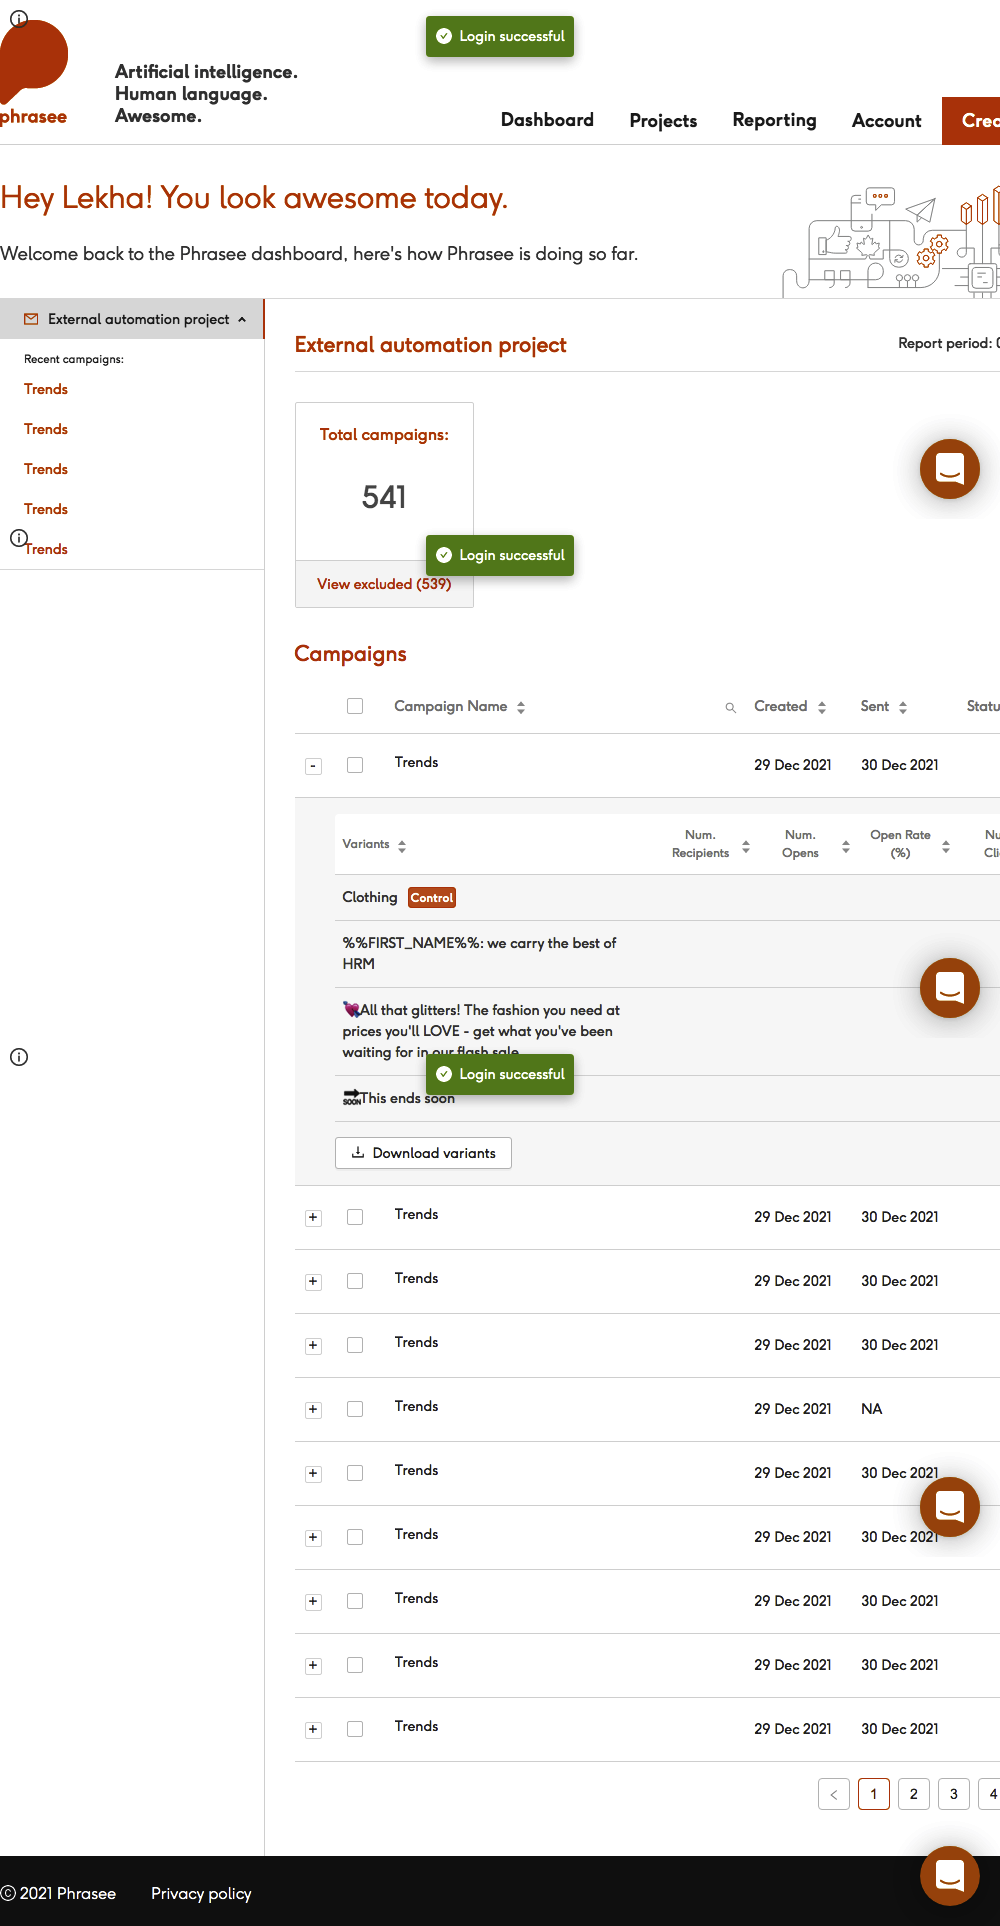 Login successful
phrasee
Artificial intelligence.
Human language.
Awesome.
Dashboard Projects Reporting Account
Hey Lekha! You look awesome today.
Welcome back to the Phrasee dashboard, here's how Phrasee is doing so far.
External automation project
Recent campaigns:
Trends
Trends
Trends
Trends
Trends
External automation project
Report period:
Total campaigns:
541
Login successful
View excluded (539)
Campaigns
Campaign Name Created Sent
- Trends 29 Dec 2021 30 Dec 2021
Variants Num. Recipients Num. Opens Open Rate (%)
Clothing Control
%%FIRST_NAME%%: we carry the best of
HRM
💘All that glitters! The fashion you need at
prices you'll LOVE - get what you've been
waiting for in our flash sale
Login successful
🔜This ends soon
Download variants
+ Trends 29 Dec 2021 30 Dec 2021
+ Trends 29 Dec 2021 30 Dec 2021
+ Trends 29 Dec 2021 30 Dec 2021
+ Trends 29 Dec 2021 NA
+ Trends 29 Dec 2021 30 Dec 2021
+ Trends 29 Dec 2021 30 Dec 2021
+ Trends 29 Dec 2021 30 Dec 2021
+ Trends 29 Dec 2021 30 Dec 2021
+ Trends 29 Dec 2021 30 Dec 2021
< 1 2 3 4
© 2021 Phrasee Privacy policy